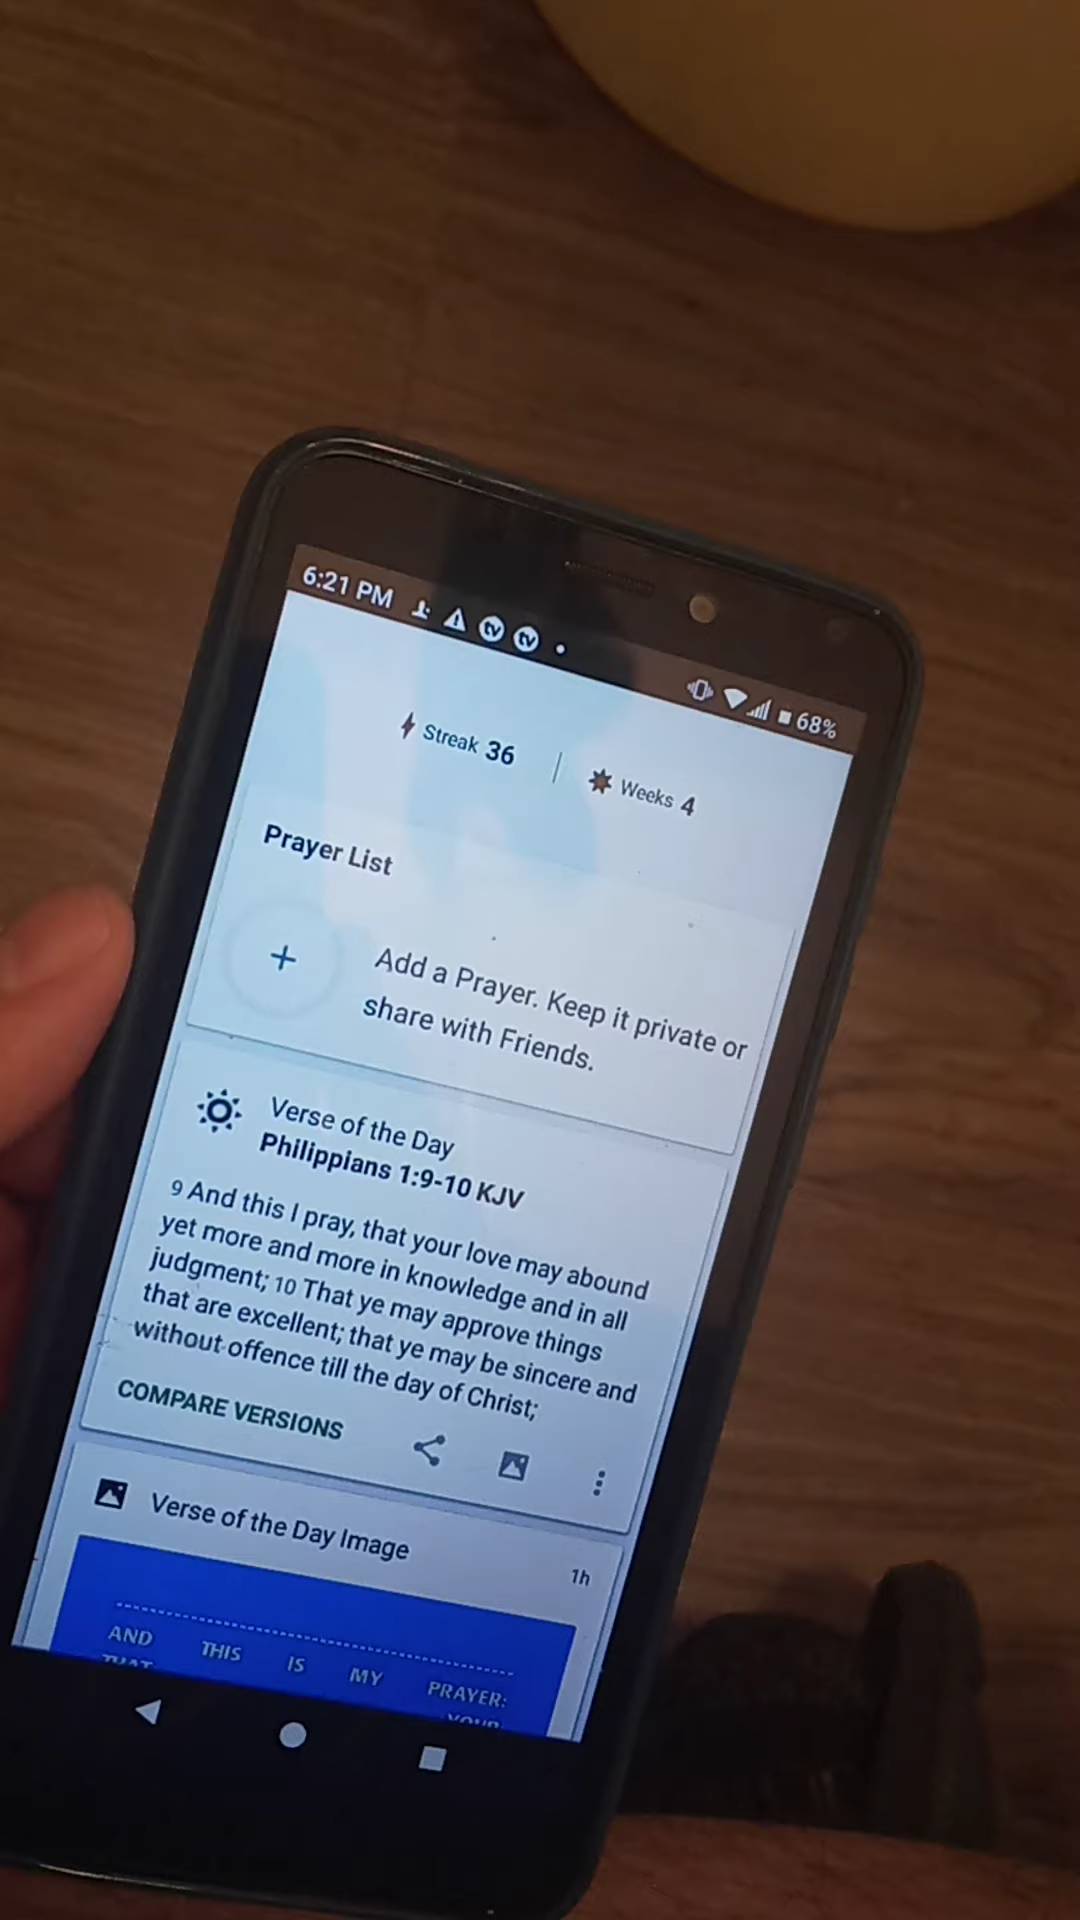 6:21 PM
tv tv
68%
Streak 36
Weeks 4
Prayer List
Add a Prayer. Keep it private or
share with Friends.
Verse of the Day
Philippians 1:9-10 KJV
9 And this I pray, that your love may abound
yet more and more in knowledge and in all
judgment; 10 That ye may approve things
that are excellent; that ye may be sincere and
without offence till the day of Christ;
COMPARE VERSIONS
Verse of the Day Image
1h
AND THIS IS MY PRAYER:
THAT YOUR